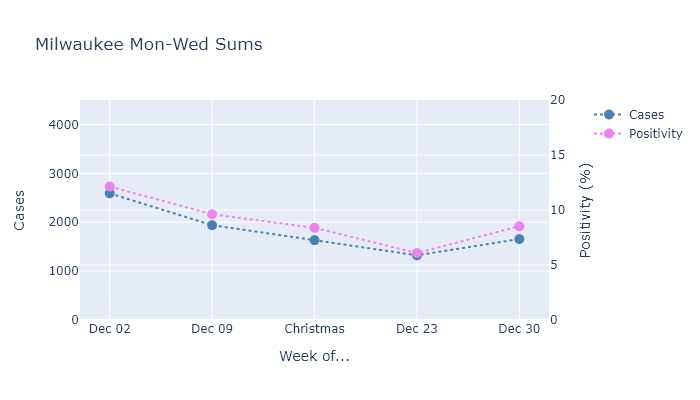 Milwaukee Mon-Wed Sums
Cases
Positivity
4000
3000
2000
1000
0
20
15
10
5
0
Cases
Positivity (%)
Dec 02
Dec 09
Christmas
Dec 23
Dec 30
Week of...